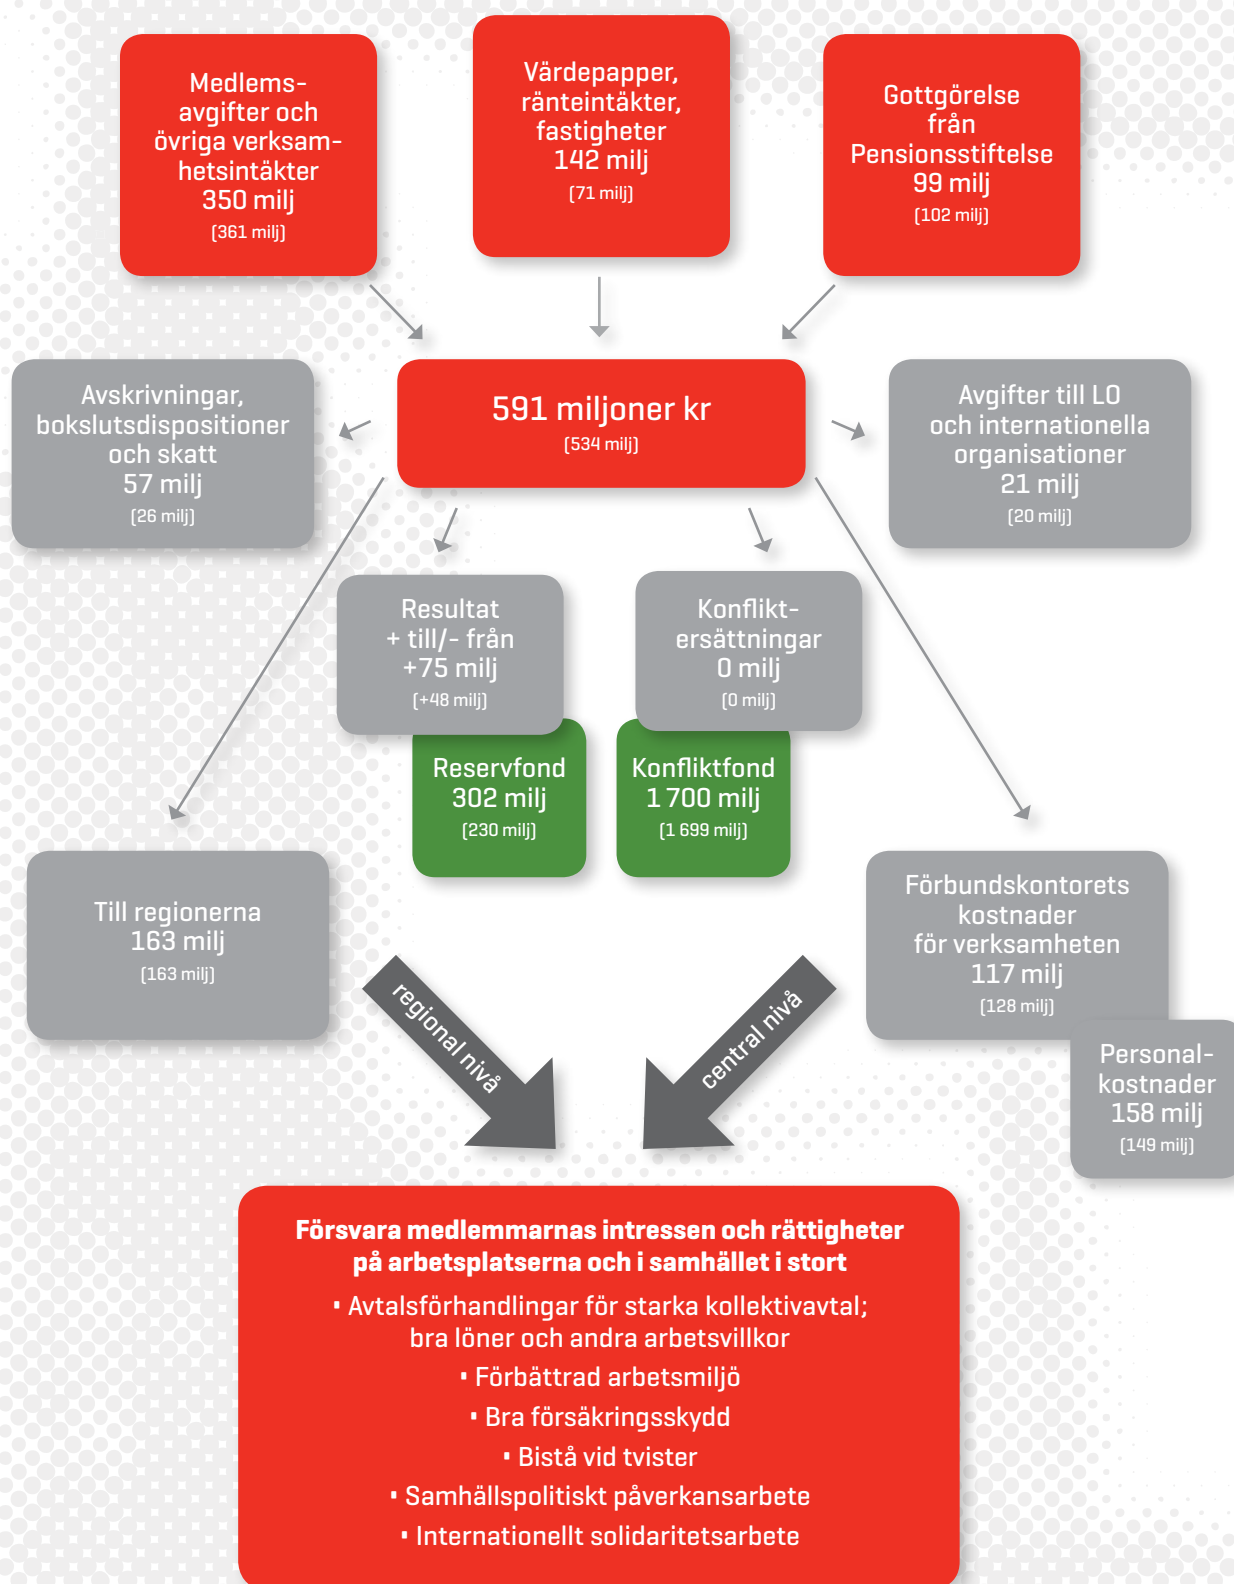 Medlems-
avgifter och
övriga verksam-
hetsintäkter
350 milj
(361 milj)
Värdepapper,
ränteintäkter,
fastigheter
142 milj
(71 milj)
Gottgörelse
från
Pensionsstiftelse
99 milj
(102 milj)
Avskrivningar,
bokslutsdispositioner
och skatt
57 milj
(26 milj)
591 miljoner kr
(534 milj)
Avgifter till LO
och internationella
organisationer
21 milj
(20 milj)
Resultat
+ till/- från
+75 milj
(+48 milj)
Konflikt-
ersättningar
0 milj
(0 milj)
Reservfond
302 milj
(230 milj)
Konfliktfond
1 700 milj
(1 699 milj)
Till regionerna
163 milj
(163 milj)
Förbundskontorets
kostnader
för verksamheten
117 milj
(128 milj)
Personal-
kostnader
158 milj
(149 milj)
regional nivå
central nivå
Försvara medlemmarnas intressen och rättigheter
på arbetsplatserna och i samhället i stort
• Avtalsförhandlingar för starka kollektivavtal;
bra löner och andra arbetsvillkor
• Förbättrad arbetsmiljö
• Bra försäkringsskydd
• Bistå vid tvister
• Samhällspolitiskt påverkansarbete
• Internationellt solidaritetsarbete